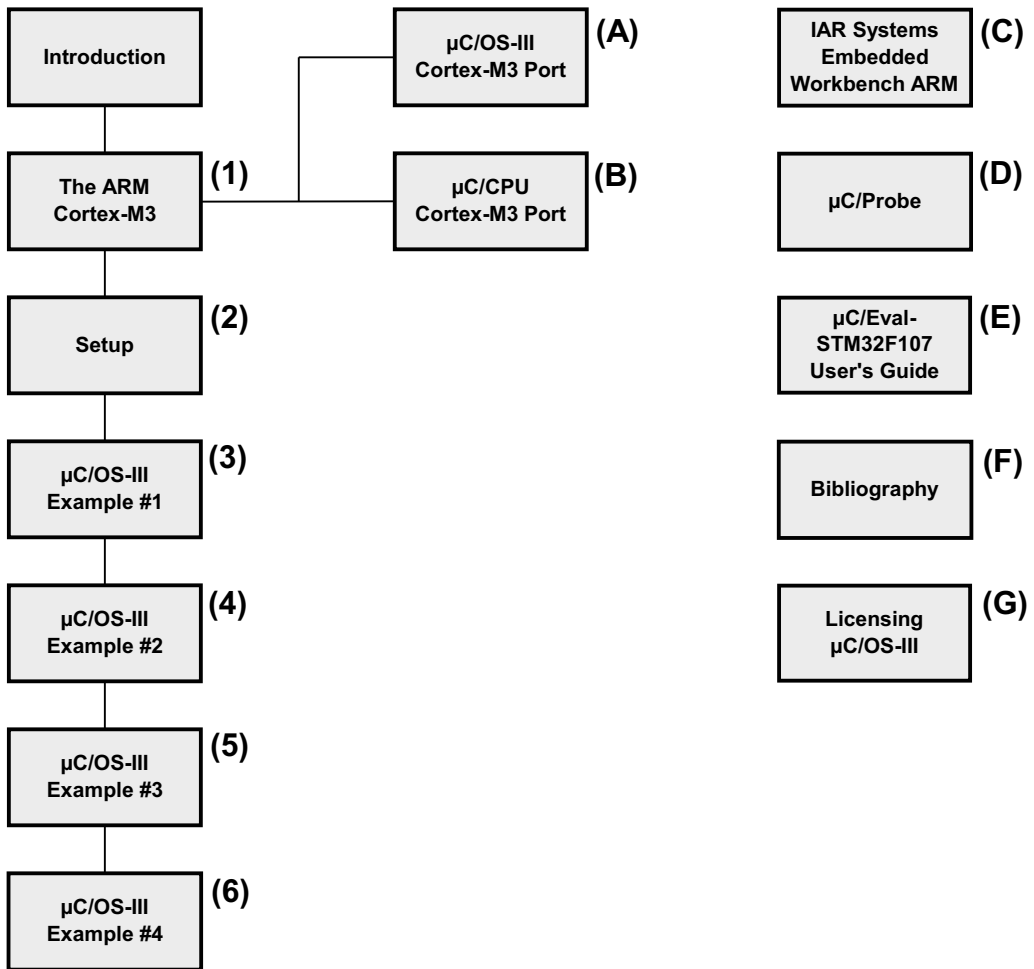 Introduction
The ARM
Cortex-M3
(1)
Setup
(2)
µC/OS-III
Example #1
(3)
µC/OS-III
Example #2
(4)
µC/OS-III
Example #3
(5)
µC/OS-III
Example #4
(6)
µC/OS-III
Cortex-M3 Port
(A)
µC/CPU
Cortex-M3 Port
(B)
IAR Systems
Embedded
Workbench ARM
(C)
µC/Probe
(D)
µC/Eval-
STM32F107
User's Guide
(E)
Bibliography
(F)
Licensing
µC/OS-III
(G)